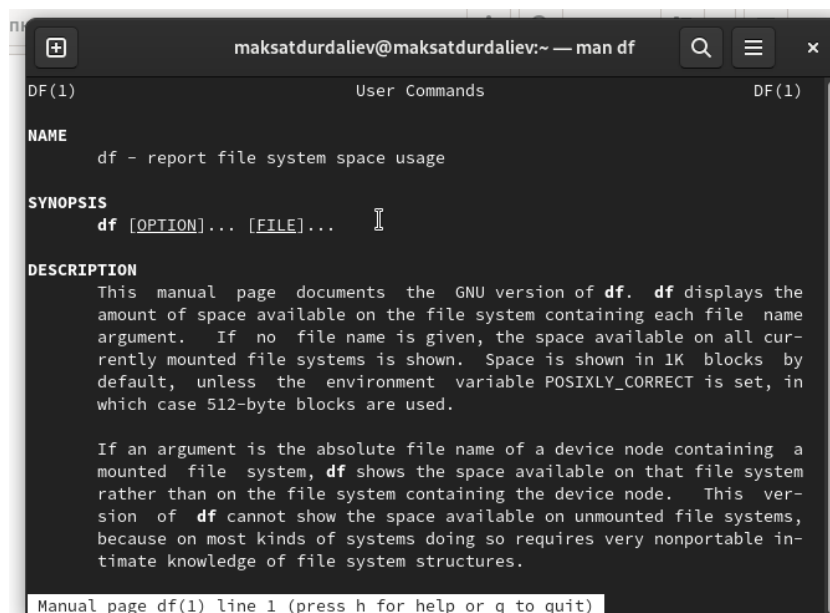 maksatdurdaliev@maksatdurdaliev:~ — man df
DF(1) User Commands DF(1)
NAME
df - report file system space usage
SYNOPSIS
df [OPTION]... [FILE]...
DESCRIPTION
This manual page documents the GNU version of df. df displays the
amount of space available on the file system containing each file name
argument. If no file name is given, the space available on all cur-
rently mounted file systems is shown. Space is shown in 1K blocks by
default, unless the environment variable POSIXLY_CORRECT is set, in
which case 512-byte blocks are used.
If an argument is the absolute file name of a device node containing a
mounted file system, df shows the space available on that file system
rather than on the file system containing the device node. This ver-
sion of df cannot show the space available on unmounted file systems,
because on most kinds of systems doing so requires very nonportable in-
timate knowledge of file system structures.
Manual page df(1) line 1 (press h for help or q to quit)